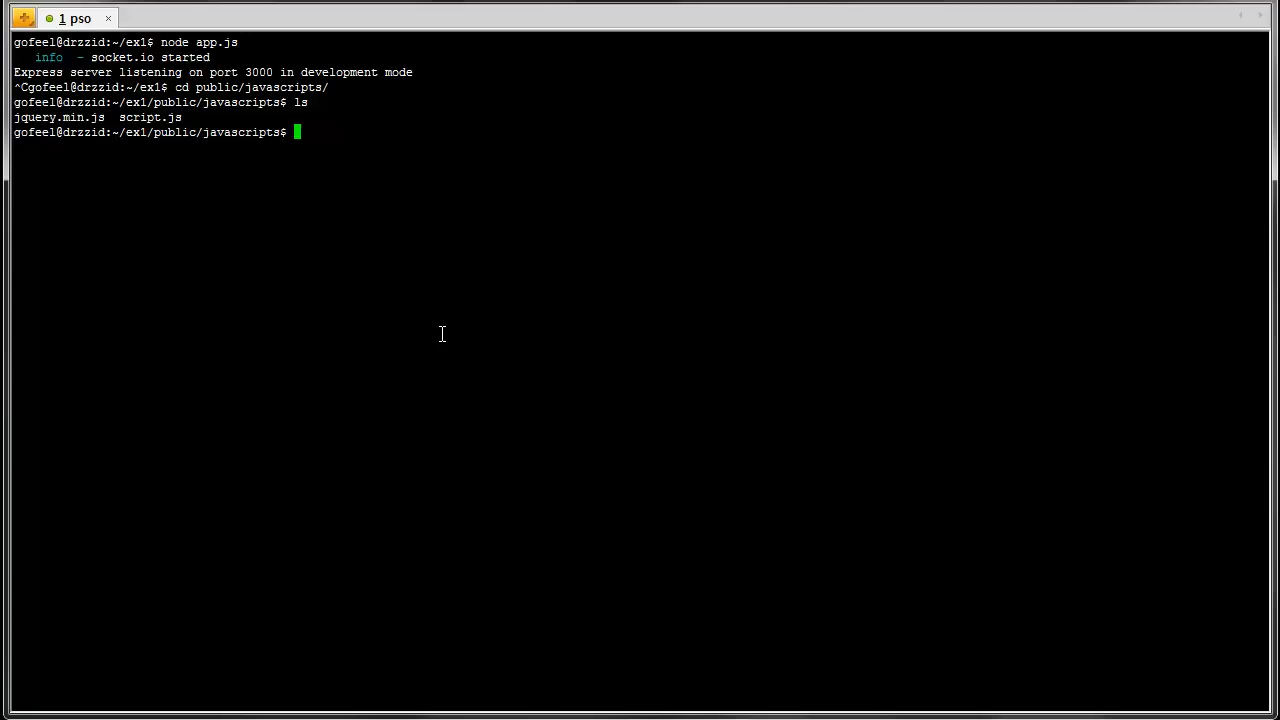 1 pso
gofeel@drzzid:~/ex1$ node app.js
info - socket.io started
Express server listening on port 3000 in development mode
^Cgofeel@drzzid:~/ex1$ cd public/javascripts/
gofeel@drzzid:~/ex1/public/javascripts$ ls
jquery.min.js script.js
gofeel@drzzid:~/ex1/public/javascripts$